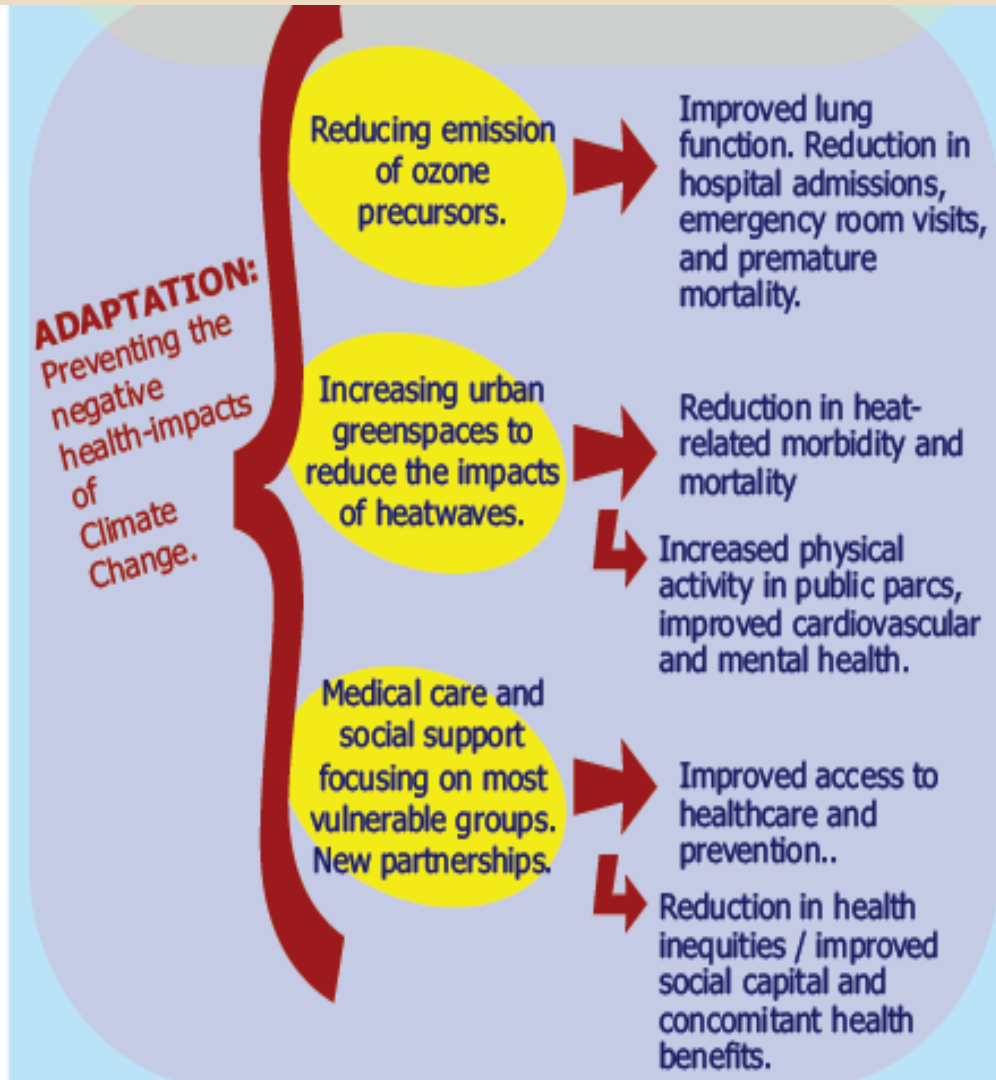 ADAPTATION:
Preventing the
negative
health-impacts
of
Climate
Change.
Reducing emission
of ozone
precursors.
Improved lung
function. Reduction in
hospital admissions,
emergency room visits,
and premature
mortality.
Increasing urban
greenspaces to
reduce the impacts
of heatwaves.
Reduction in heat-
related morbidity and
mortality
Increased physical
activity in public parcs,
improved cardiovascular
and mental health.
Medical care and
social support
focusing on most
vulnerable groups.
New partnerships.
Improved access to
healthcare and
prevention..
Reduction in health
inequities / improved
social capital and
concomitant health
benefits.